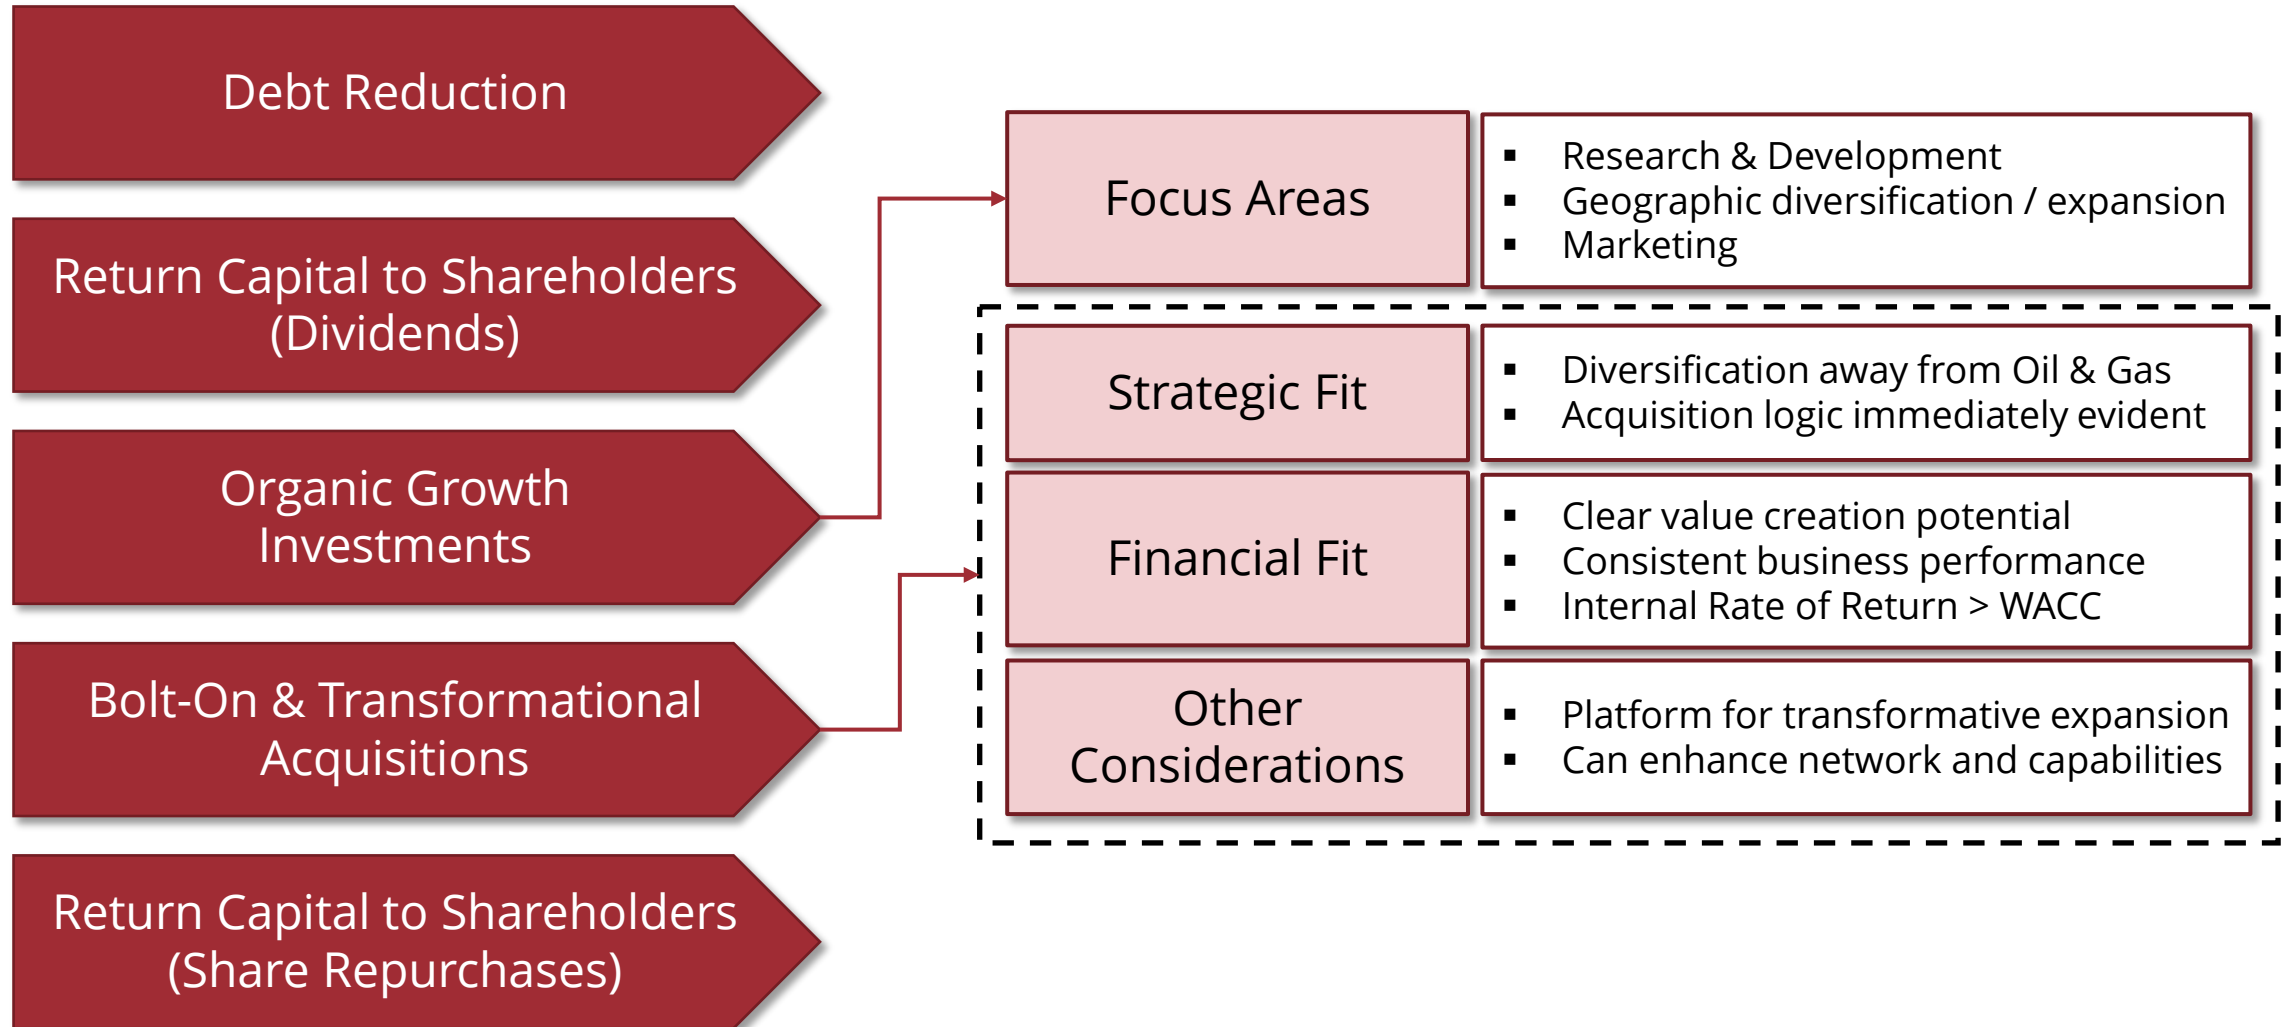 Debt Reduction
Return Capital to Shareholders
(Dividends)
Organic Growth
Investments
Bolt-On & Transformational
Acquisitions
Return Capital to Shareholders
(Share Repurchases)
Focus Areas
▪ Research & Development
▪ Geographic diversification / expansion
▪ Marketing
Strategic Fit
▪ Diversification away from Oil & Gas
▪ Acquisition logic immediately evident
Financial Fit
▪ Clear value creation potential
▪ Consistent business performance
▪ Internal Rate of Return > WACC
Other
Considerations
▪ Platform for transformative expansion
▪ Can enhance network and capabilities